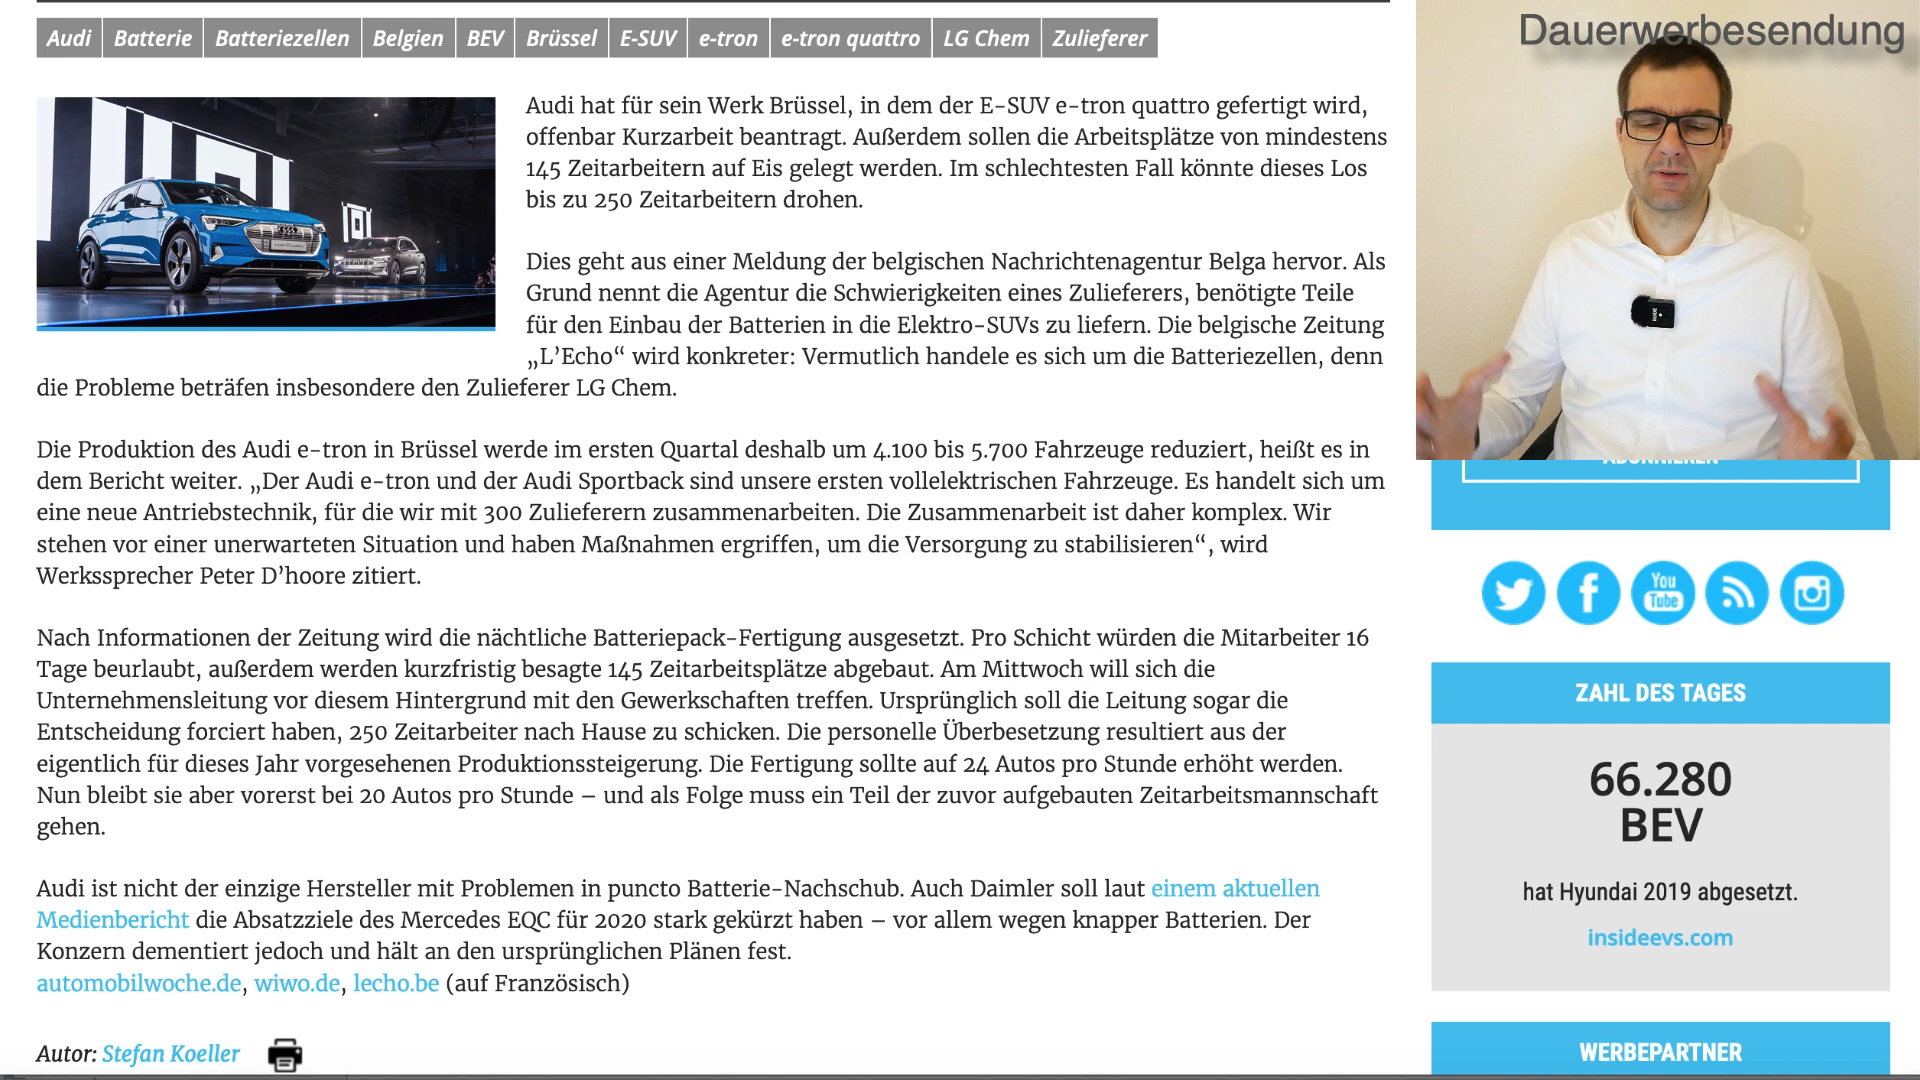 Dauerwerbesendung
Audi
Batterie
Batteriezellen
Belgien
BEV
Brüssel
E-SUV
e-tron
e-tron quattro
LG Chem
Zulieferer
Audi hat für sein Werk Brüssel, in dem der E-SUV e-tron quattro gefertigt wird,
offenbar Kurzarbeit beantragt. Außerdem sollen die Arbeitsplätze von mindestens
145 Zeitarbeitern auf Eis gelegt werden. Im schlechtesten Fall könnte dieses Los
bis zu 250 Zeitarbeitern drohen.
Dies geht aus einer Meldung der belgischen Nachrichtenagentur Belga hervor. Als
Grund nennt die Agentur die Schwierigkeiten eines Zulieferers, benötigte Teile
für den Einbau der Batterien in die Elektro-SUVs zu liefern. Die belgische Zeitung
„L’Echo“ wird konkreter: Vermutlich handele es sich um die Batteriezellen, denn
die Probleme beträfen insbesondere den Zulieferer LG Chem.
Die Produktion des Audi e-tron in Brüssel werde im ersten Quartal deshalb um 4.100 bis 5.700 Fahrzeuge reduziert, heißt es in
dem Bericht weiter. „Der Audi e-tron und der Audi Sportback sind unsere ersten vollelektrischen Fahrzeuge. Es handelt sich um
eine neue Antriebstechnik, für die wir mit 300 Zulieferern zusammenarbeiten. Die Zusammenarbeit ist daher komplex. Wir
stehen vor einer unerwarteten Situation und haben Maßnahmen ergriffen, um die Versorgung zu stabilisieren“, wird
Werkssprecher Peter D’hoore zitiert.
Nach Informationen der Zeitung wird die nächtliche Batteriepack-Fertigung ausgesetzt. Pro Schicht würden die Mitarbeiter 16
Tage beurlaubt, außerdem werden kurzfristig besagte 145 Zeitarbeitsplätze abgebaut. Am Mittwoch will sich die
Unternehmensleitung vor diesem Hintergrund mit den Gewerkschaften treffen. Ursprünglich soll die Leitung sogar die
Entscheidung forciert haben, 250 Zeitarbeiter nach Hause zu schicken. Die personelle Überbesetzung resultiert aus der
eigentlich für dieses Jahr vorgesehenen Produktionssteigerung. Die Fertigung sollte auf 24 Autos pro Stunde erhöht werden.
Nun bleibt sie aber vorerst bei 20 Autos pro Stunde – und als Folge muss ein Teil der zuvor aufgebauten Zeitarbeitsmannschaft
gehen.
Audi ist nicht der einzige Hersteller mit Problemen in puncto Batterie-Nachschub. Auch Daimler soll laut einem aktuellen
Medienbericht die Absatzziele des Mercedes EQC für 2020 stark gekürzt haben – vor allem wegen knapper Batterien. Der
Konzern dementiert jedoch und hält an den ursprünglichen Plänen fest.
automobilwoche.de, wiwo.de, lecho.be (auf Französisch)
Autor: Stefan Koeller
ABONNIEREN
You
Tube
ZAHL DES TAGES
66.280
BEV
hat Hyundai 2019 abgesetzt.
insideevs.com
WERBEPARTNER